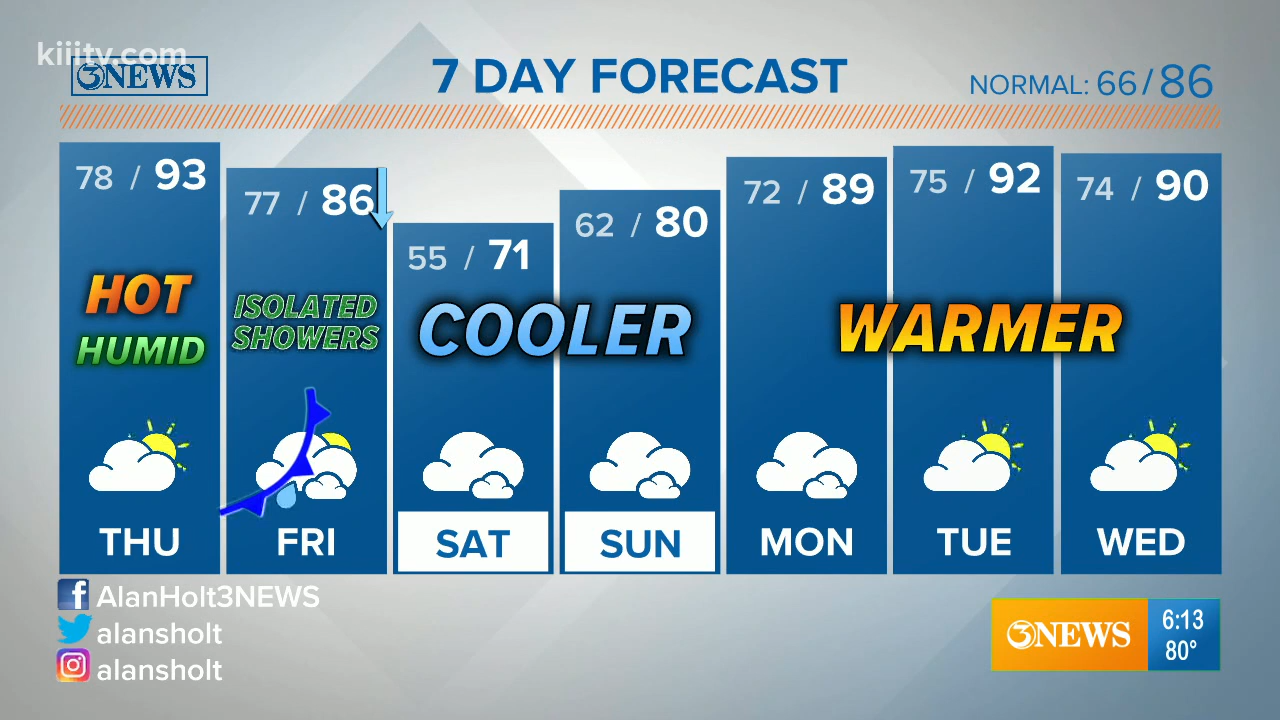 kiiitv.com
3NEWS
7 DAY FORECAST
NORMAL: 66/86
78 / 93
77 / 86
55 / 71
62 / 80
72 / 89
75 / 92
74 / 90
HOT
HUMID
ISOLATED
SHOWERS
COOLER
WARMER
THU
FRI
SAT
SUN
MON
TUE
WED
f AlanHolt3NEWS
alansholt
alansholt
3NEWS
6:13
80°